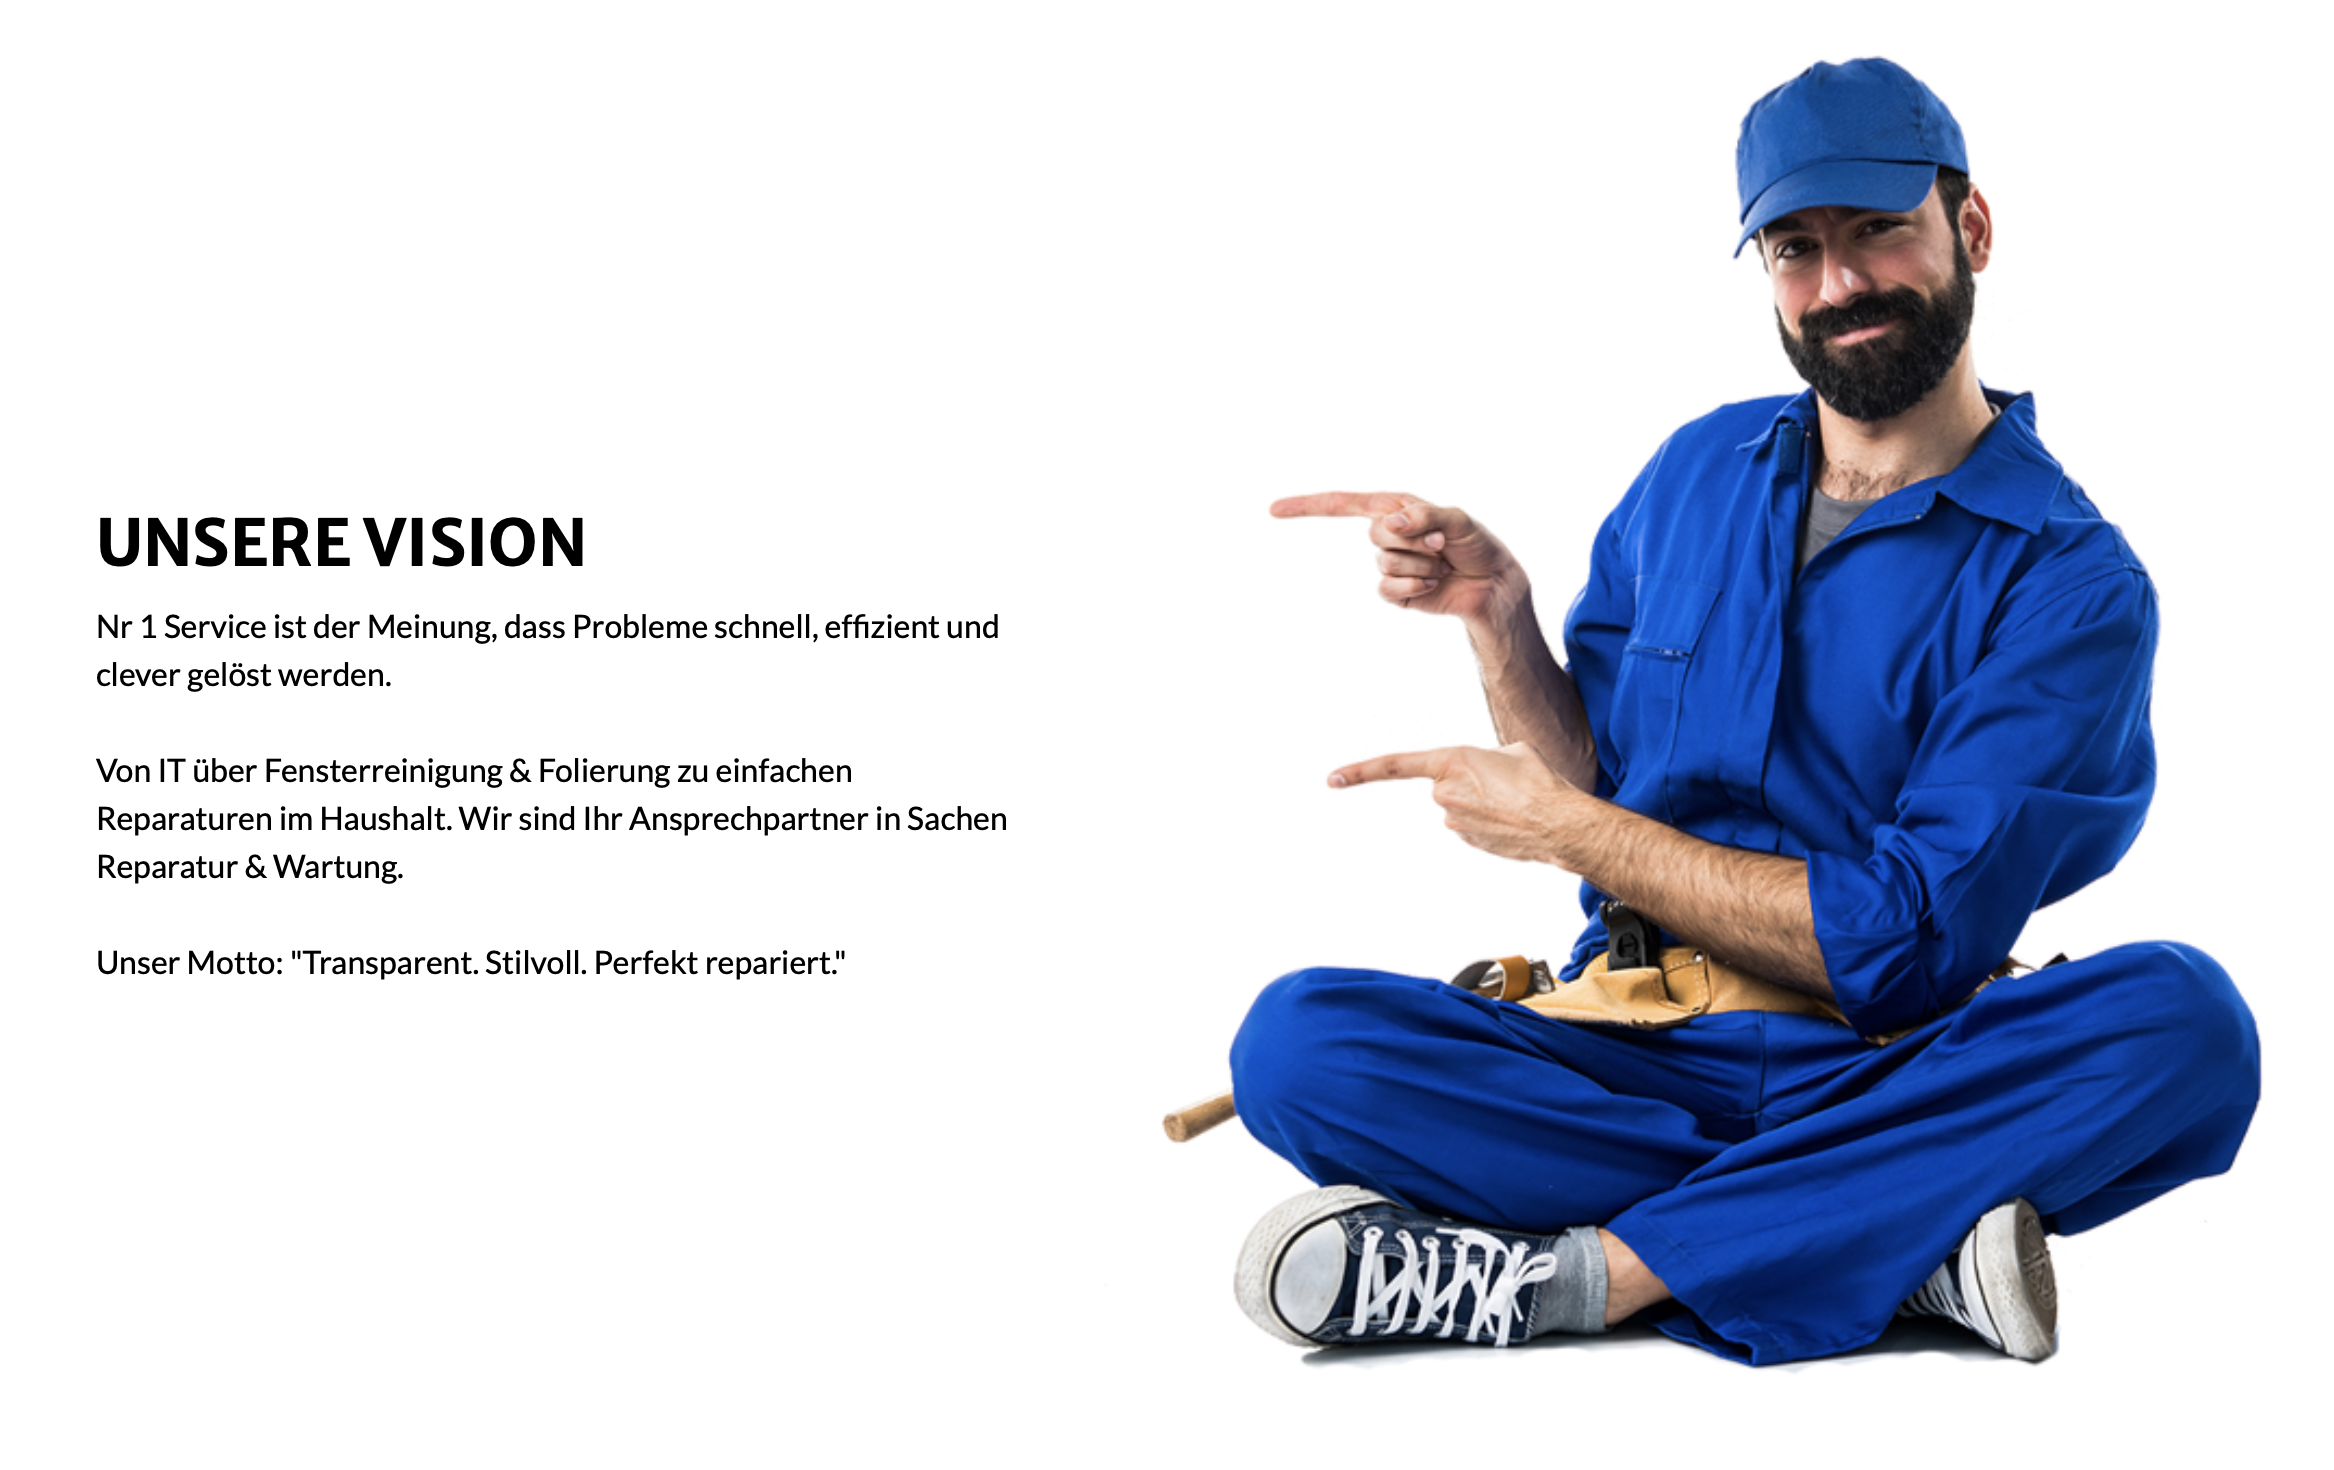 UNSERE VISION
Nr 1 Service ist der Meinung, dass Probleme schnell, effizient und
clever gelöst werden.
Von IT über Fensterreinigung & Folierung zu einfachen
Reparaturen im Haushalt. Wir sind Ihr Ansprechpartner in Sachen
Reparatur & Wartung.
Unser Motto: "Transparent. Stilvoll. Perfekt repariert."